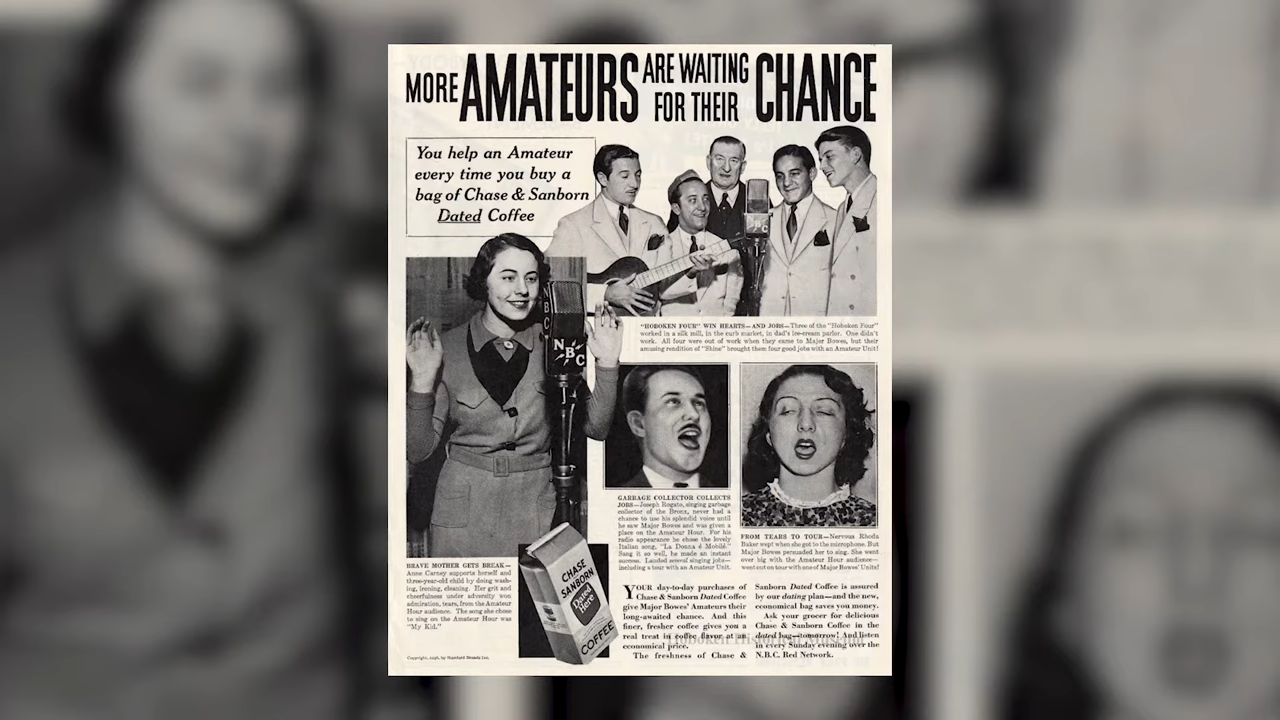 MORE AMATEURS ARE WAITING FOR THEIR CHANCE
You help an Amateur
every time you buy a
bag of Chase & Sanborn
Dated Coffee
NBC
NBC
"HOBOKEN FOUR" WIN HEARTS—AND JOBS—Three of the "Hoboken Four"
worked in a silk mill, in the curb market, in dad's ice-cream parlor. One didn't
work. All four were out of work when they came to Major Bowes, but their
amusing rendition of "Shine" brought them four good jobs with an Amateur Unit!
GARBAGE COLLECTOR COLLECTS
JOBS—Joseph Rogato, singing garbage
collector of the Bronx, never had a
chance to use his splendid voice until
he saw Major Bowes and was given a
place on the Amateur Hour. For his
radio appearance he chose the lovely
Italian song, "La Donna é Mobilé."
Sang it so well, he made an instant
success. Landed several singing jobs—
including a tour with an Amateur Unit.
FROM TEARS TO TOUR—Nervous Rhoda
Baker wept when she got to the microphone. But
Major Bowes persuaded her to sing. She went
over big with the Amateur Hour audience—
went out on tour with one of Major Bowes' Units!
BRAVE MOTHER GETS BREAK—
Anne Carney supports herself and
three-year-old child by doing wash-
ing, ironing, cleaning. Her grit and
cheerfulness under adversity won
admiration, tears, from the Amateur
Hour audience. The song she chose
to sing on the Amateur Hour was
"My Kid."
CHASE
SANBORN
Dated
Here
COFFEE
YOUR day-to-day purchases of
Chase & Sanborn Dated Coffee
give Major Bowes' Amateurs their
long-awaited chance. And this
finer, fresher coffee gives you a
real treat in coffee flavor at an
economical price.
The freshness of Chase &
Sanborn Dated Coffee is assured
by our dating plan—and the new,
economical bag saves you money.
Ask your grocer for delicious
Chase & Sanborn Coffee in the
dated bag—tomorrow! And listen
in every Sunday evening over the
N.B.C. Red Network.
Hoboken Historical Museum
Copyright, 1936, by Standard Brands Inc.